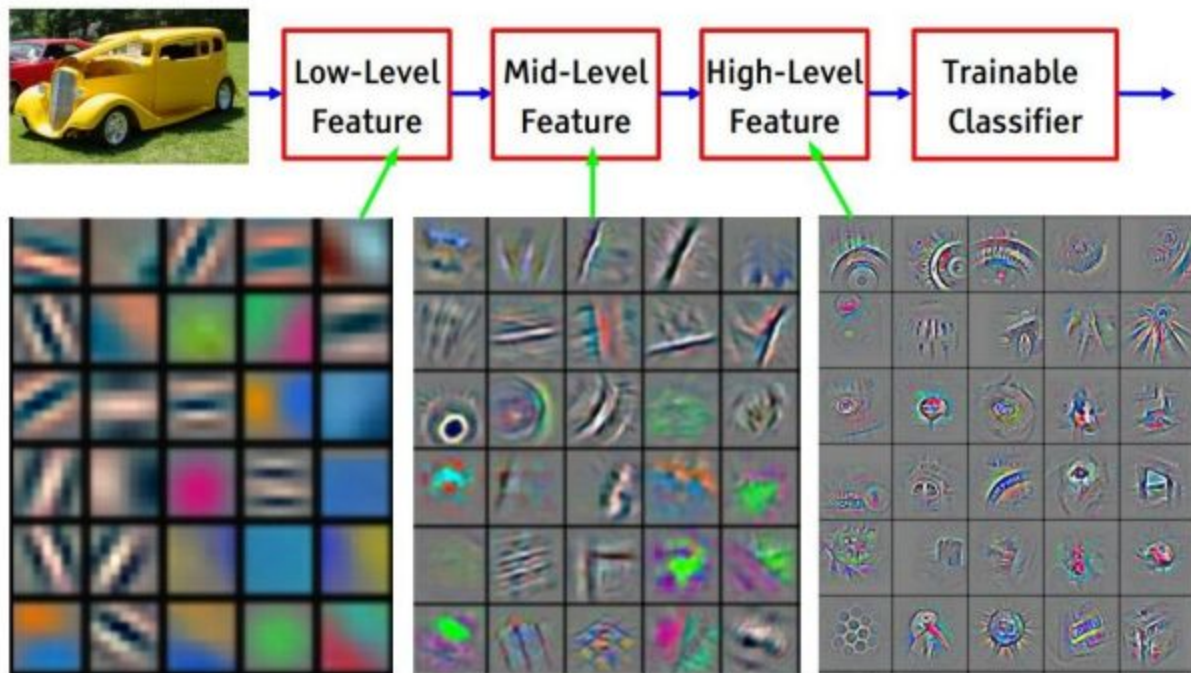 Low-Level
Feature
Mid-Level
Feature
High-Level
Feature
Trainable
Classifier